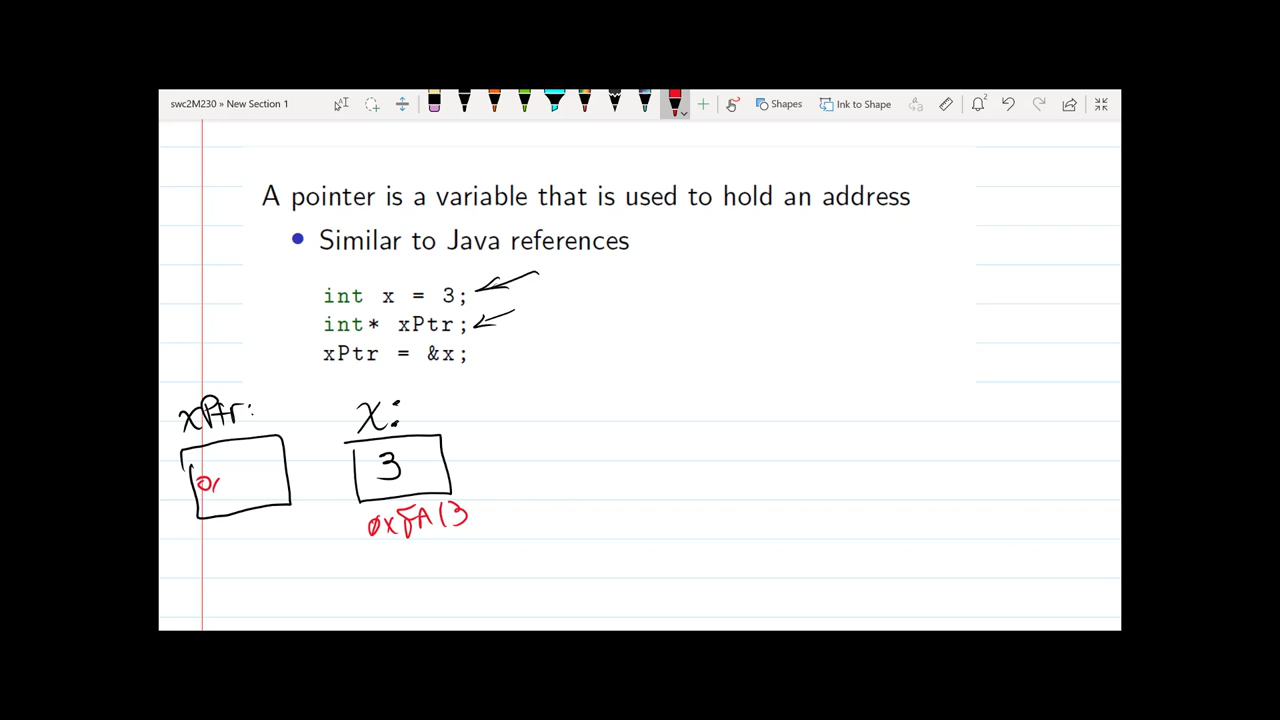 swc2M230 » New Section 1
Shapes
Ink to Shape
2
A pointer is a variable that is used to hold an address
• Similar to Java references
int x = 3;
int* xPtr;
xPtr = &x;
xPtr: x:
3